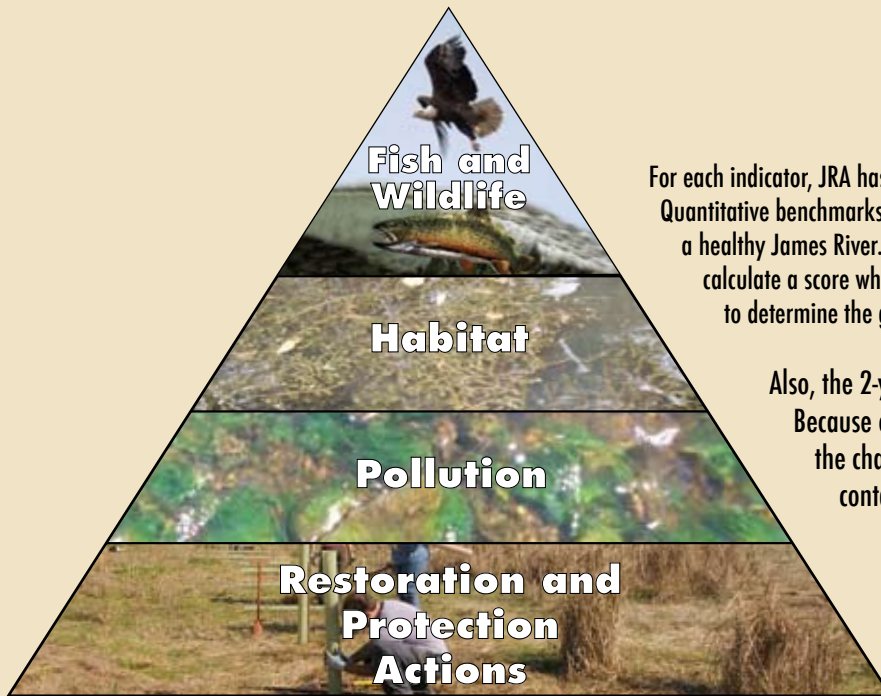 Fish and
Wildlife
Habitat
Pollution
Restoration and
Protection
Actions
For each indicator, JRA has
Quantitative benchmarks
a healthy James River.
calculate a score
to determine the
Also, the 2-
Because
the